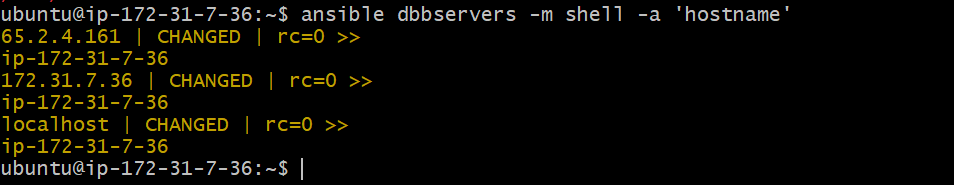 ubuntu@ip-172-31-7-36:~$ ansible dbbservers -m shell -a 'hostname'
65.2.4.161 | CHANGED | rc=0 >>
ip-172-31-7-36
172.31.7.36 | CHANGED | rc=0 >>
ip-172-31-7-36
localhost | CHANGED | rc=0 >>
ip-172-31-7-36
ubuntu@ip-172-31-7-36:~$